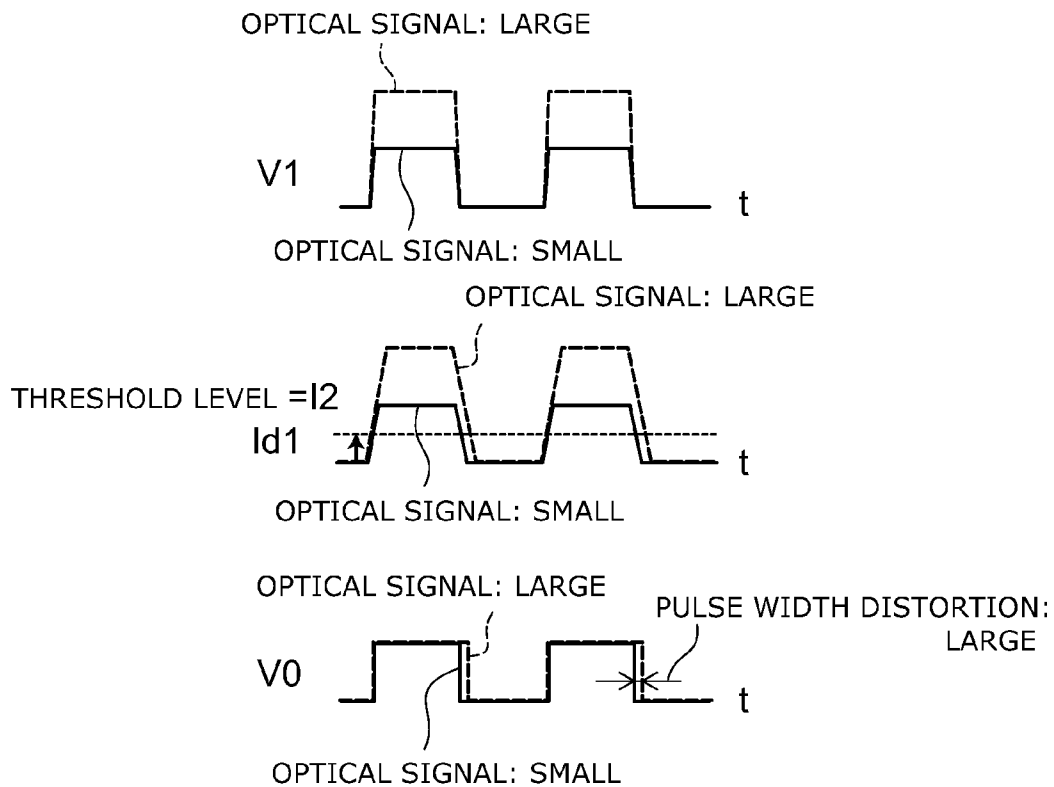 OPTICAL SIGNAL: LARGE
V1
t
OPTICAL SIGNAL: SMALL
OPTICAL SIGNAL: LARGE
THRESHOLD LEVEL =I2
Id1
t
OPTICAL SIGNAL: SMALL
OPTICAL SIGNAL: LARGE
PULSE WIDTH DISTORTION:
LARGE
V0
t
OPTICAL SIGNAL: SMALL